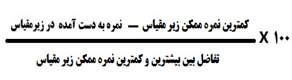 کمترین نمره ممکن زیر مقیاس — نمره به دست آمده در زیرمقیاس
X ۱۰۰
تفاضل بین بیشترین و کمترین نمره ممکن زیر مقیاس